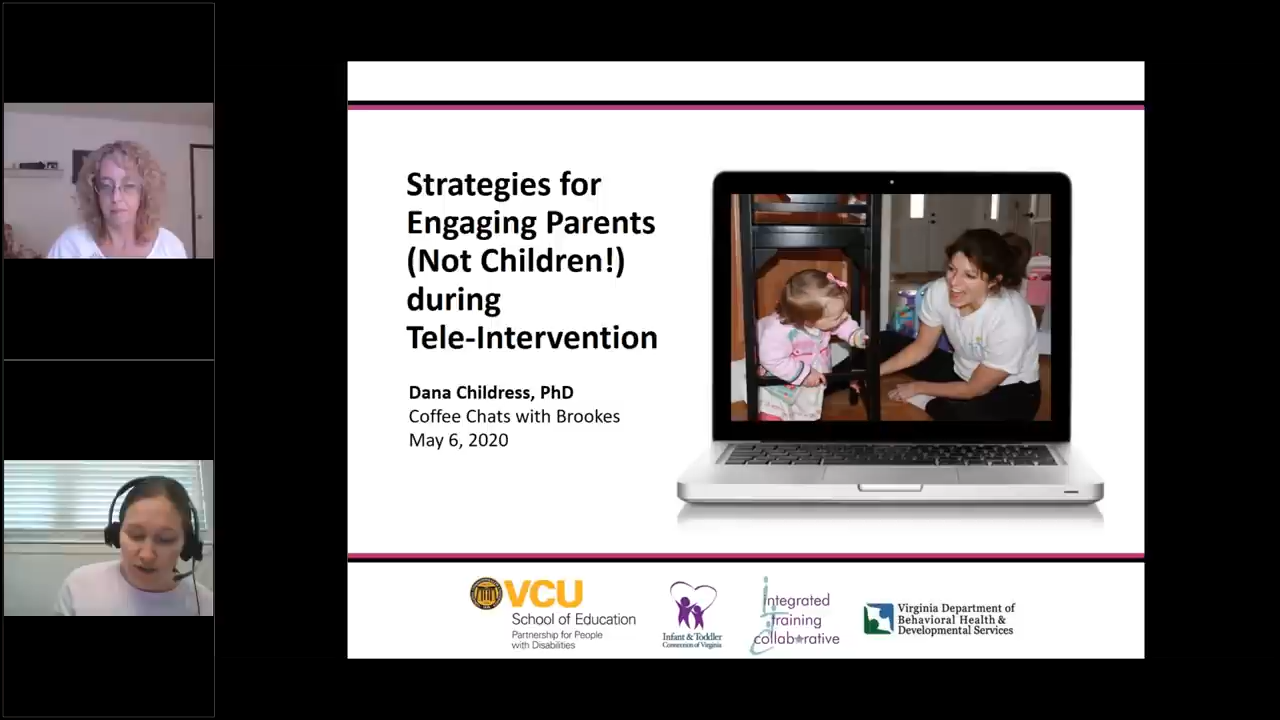 Strategies for
Engaging Parents
(Not Children!)
during
Tele-Intervention
Dana Childress, PhD
Coffee Chats with Brookes
May 6, 2020
VCU
School of Education
Partnership for People
with Disabilities
Infant & Toddler
Connection of Virginia
integrated
training
collaborative
Virginia Department of
Behavioral Health &
Developmental Services